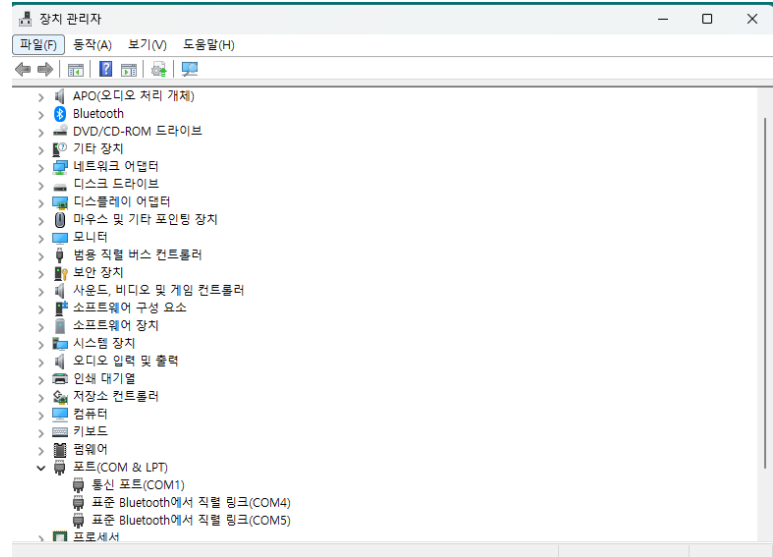 장치 관리자
파일(F) 동작(A) 보기(V) 도움말(H)
APO(오디오 처리 개체)
Bluetooth
DVD/CD-ROM 드라이브
기타 장치
네트워크 어댑터
디스크 드라이브
디스플레이 어댑터
마우스 및 기타 포인팅 장치
모니터
범용 직렬 버스 컨트롤러
보안 장치
사운드, 비디오 및 게임 컨트롤러
소프트웨어 구성 요소
소프트웨어 장치
시스템 장치
오디오 입력 및 출력
인쇄 대기열
저장소 컨트롤러
컴퓨터
키보드
펌웨어
포트(COM & LPT)
통신 포트(COM1)
표준 Bluetooth에서 직렬 링크(COM4)
표준 Bluetooth에서 직렬 링크(COM5)
프로세서